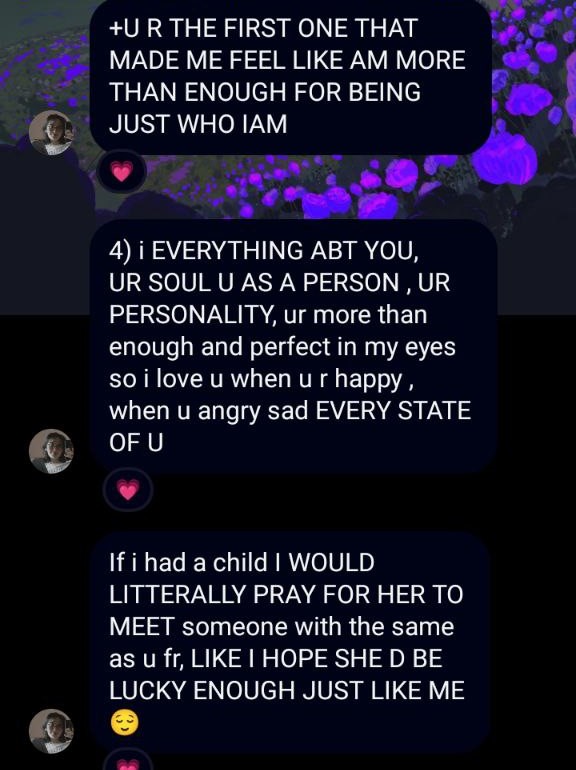 +U R THE FIRST ONE THAT
MADE ME FEEL LIKE AM MORE
THAN ENOUGH FOR BEING
JUST WHO IAM
4) i EVERYTHING ABT YOU,
UR SOUL U AS A PERSON , UR
PERSONALITY, ur more than
enough and perfect in my eyes
so i love u when u r happy ,
when u angry sad EVERY STATE
OF U
If i had a child I WOULD
LITTERALLY PRAY FOR HER TO
MEET someone with the same
as u fr, LIKE I HOPE SHE D BE
LUCKY ENOUGH JUST LIKE ME
😌